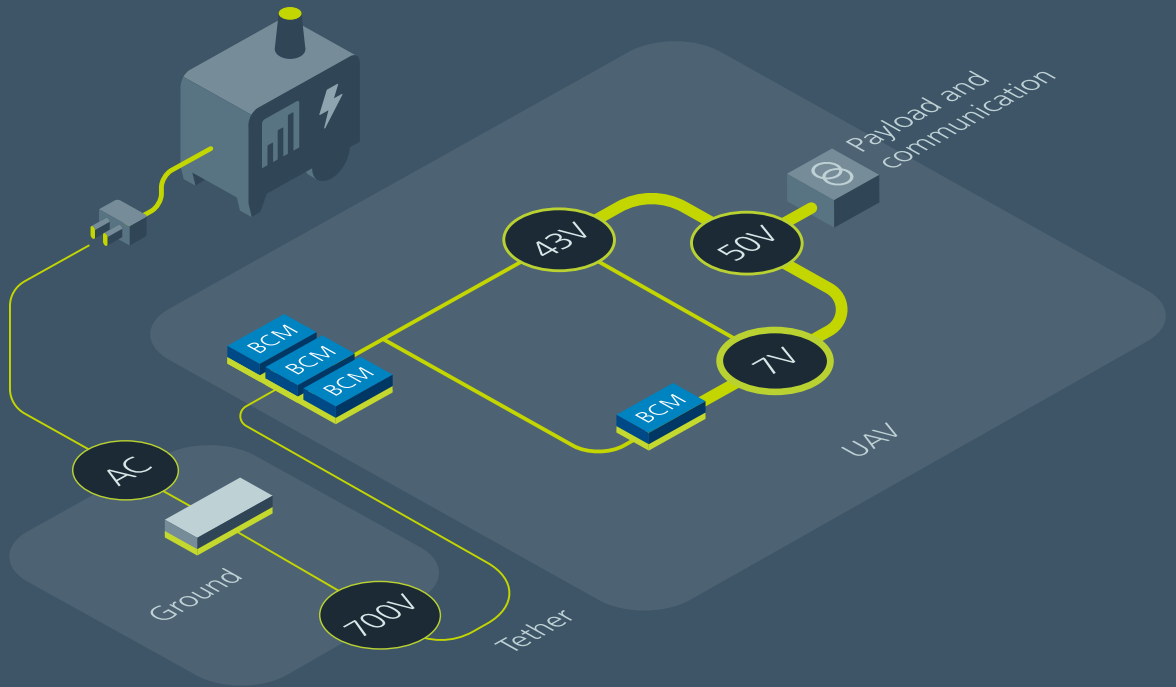 Payload and
communication
43V
50V
BCM
BCM
BCM
7V
BCM
UAV
AC
Ground
700V
Tether